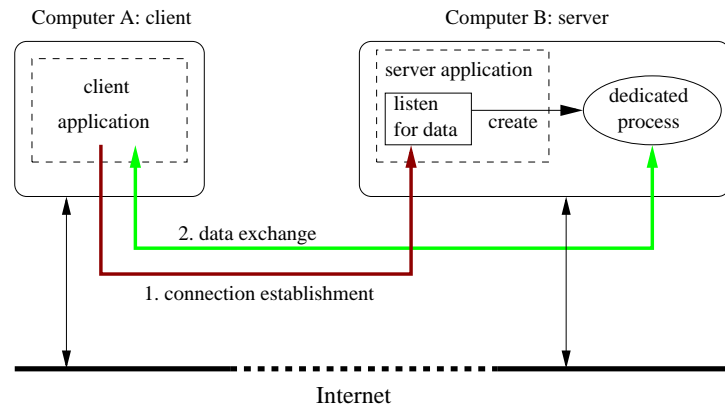 Computer A: client
Computer B: server
client
application
server application
listen
for data
create
dedicated
process
2. data exchange
1. connection establishment
Internet